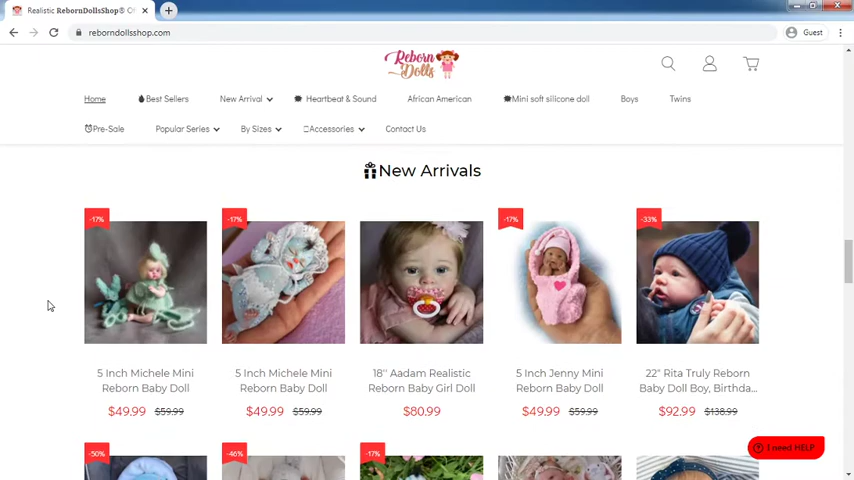 Realistic RebornDollsShop® Of
reborndollsshop.com
Guest
Reborn
Dolls
Home
Best Sellers
New Arrival
Heartbeat & Sound
African American
Mini soft silicone doll
Boys
Twins
Pre-Sale
Popular Series
By Sizes
Accessories
Contact Us
New Arrivals
-17%
-17%
-17%
-33%
5 Inch Michele Mini
Reborn Baby Doll
$49.99 $59.99
5 Inch Michele Mini
Reborn Baby Doll
$49.99 $59.99
18'' Aadam Realistic
Reborn Baby Girl Doll
$80.99
5 Inch Jenny Mini
Reborn Baby Doll
$49.99 $59.99
22" Rita Truly Reborn
Baby Doll Boy, Birthda...
$92.99 $138.99
-50%
-46%
-17%
I need HELP